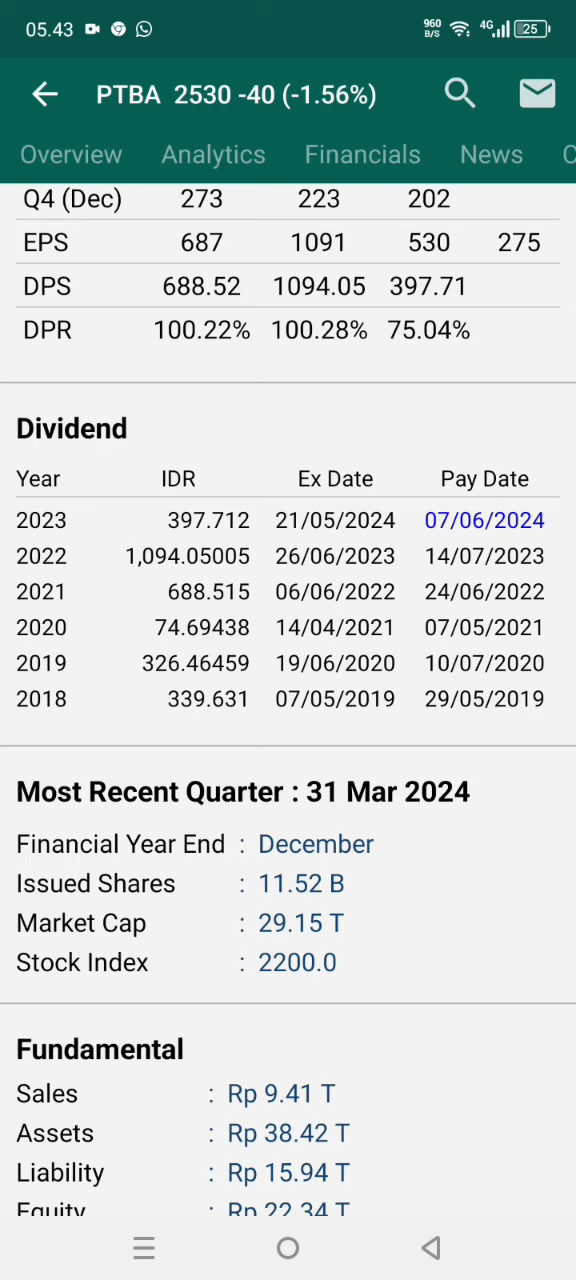 05.43 960 B/S 4G 25
PTBA 2530 -40 (-1.56%)
Overview Analytics Financials News C
Q4 (Dec) 273 223 202
EPS 687 1091 530 275
DPS 688.52 1094.05 397.71
DPR 100.22% 100.28% 75.04%
Dividend
Year IDR Ex Date Pay Date
2023 397.712 21/05/2024 07/06/2024
2022 1,094.05005 26/06/2023 14/07/2023
2021 688.515 06/06/2022 24/06/2022
2020 74.69438 14/04/2021 07/05/2021
2019 326.46459 19/06/2020 10/07/2020
2018 339.631 07/05/2019 29/05/2019
Most Recent Quarter : 31 Mar 2024
Financial Year End : December
Issued Shares : 11.52 B
Market Cap : 29.15 T
Stock Index : 2200.0
Fundamental
Sales : Rp 9.41 T
Assets : Rp 38.42 T
Liability : Rp 15.94 T
Equity : Rp 22.34 T